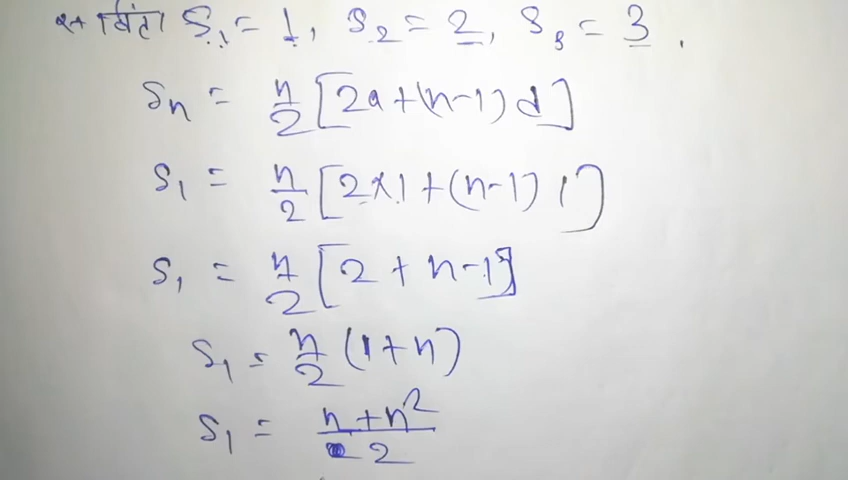 S₁ = 1, S₂ = 2, S₃ = 3.
Sn = n/2 [2a+(n-1) d]
S₁ = n/2 [2×1+(n-1) 1]
S₁ = n/2 [2 + n-1]
S₁ = n/2 (1+n)
S₁ = n+n²/2